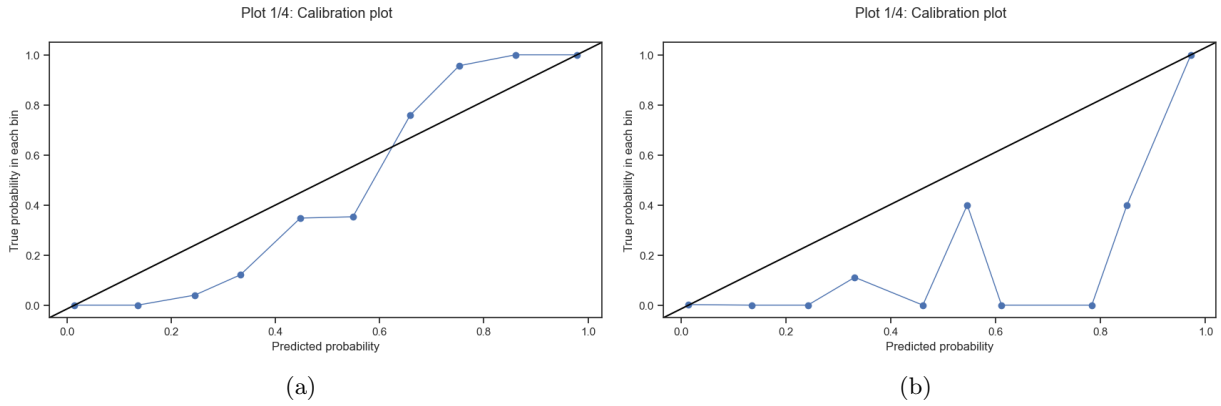 Plot 1/4: Calibration plot
True probability in each bin
1.0
0.8
0.6
0.4
0.2
0.0
0.0 0.2 0.4 0.6 0.8 1.0
Predicted probability
(a)
Plot 1/4: Calibration plot
True probability in each bin
1.0
0.8
0.6
0.4
0.2
0.0
0.0 0.2 0.4 0.6 0.8 1.0
Predicted probability
(b)